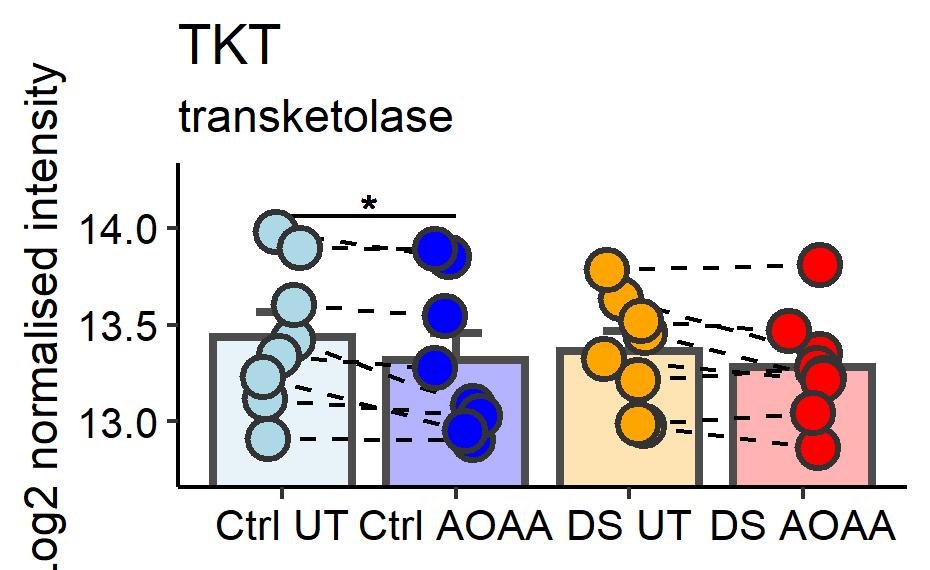 TKT
transketolase
og2 normalised intensity
*
14.0
13.5
13.0
Ctrl UT
Ctrl AOAA
DS UT
DS AOAA